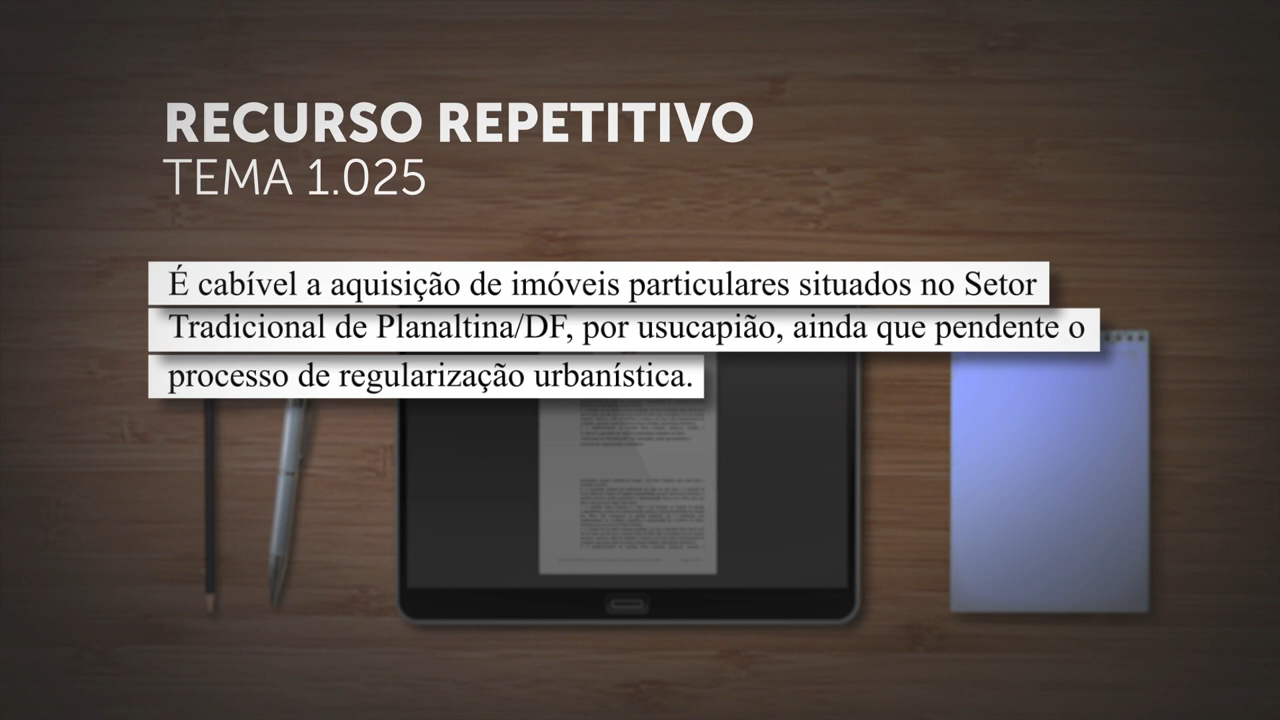 RECURSO REPETITIVO
TEMA 1.025
É cabível a aquisição de imóveis particulares situados no Setor
Tradicional de Planaltina/DF, por usucapião, ainda que pendente o
processo de regularização urbanística.